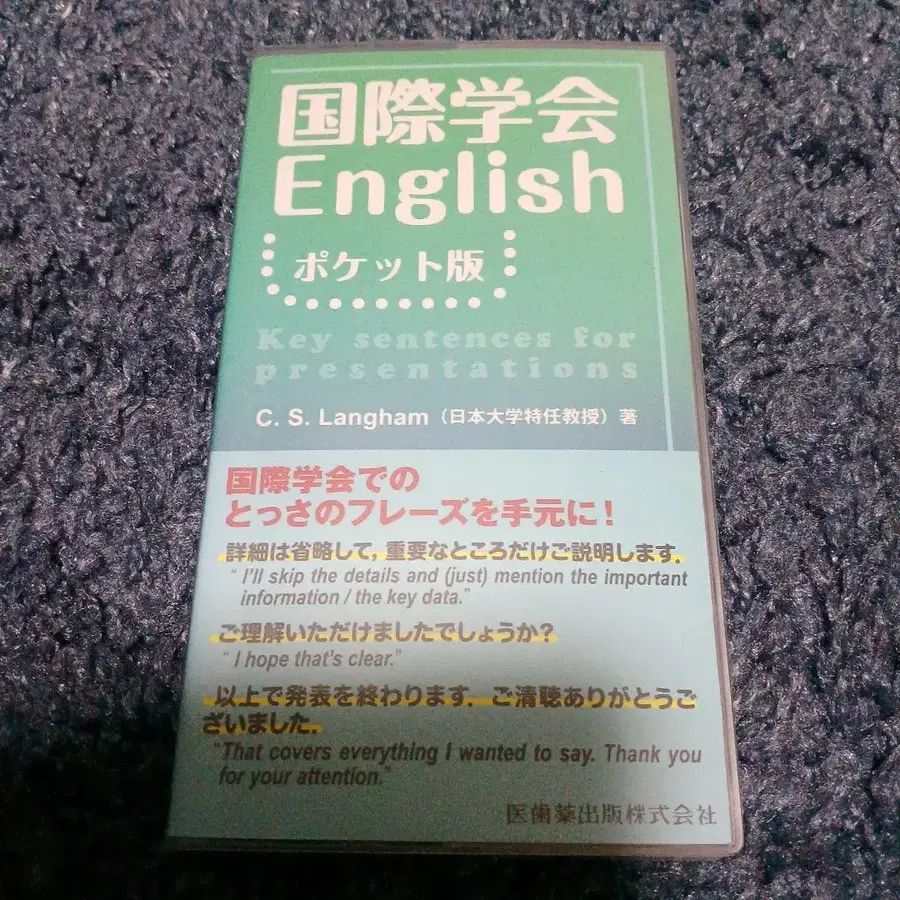 国際学会
English
ポケット版
Key sentences for
presentations
C. S. Langham（日本大学特任教授）著
国際学会での
とっさのフレーズを手元に！
詳細は省略して，重要なところだけご説明します．
“ I'll skip the details and (just) mention the important
information / the key data.”
ご理解いただけましたでしょうか？
“ I hope that's clear.”
以上で発表を終わります．ご清聴ありがとうご
ざいました．
“That covers everything I wanted to say. Thank you
for your attention.”
医歯薬出版株式会社